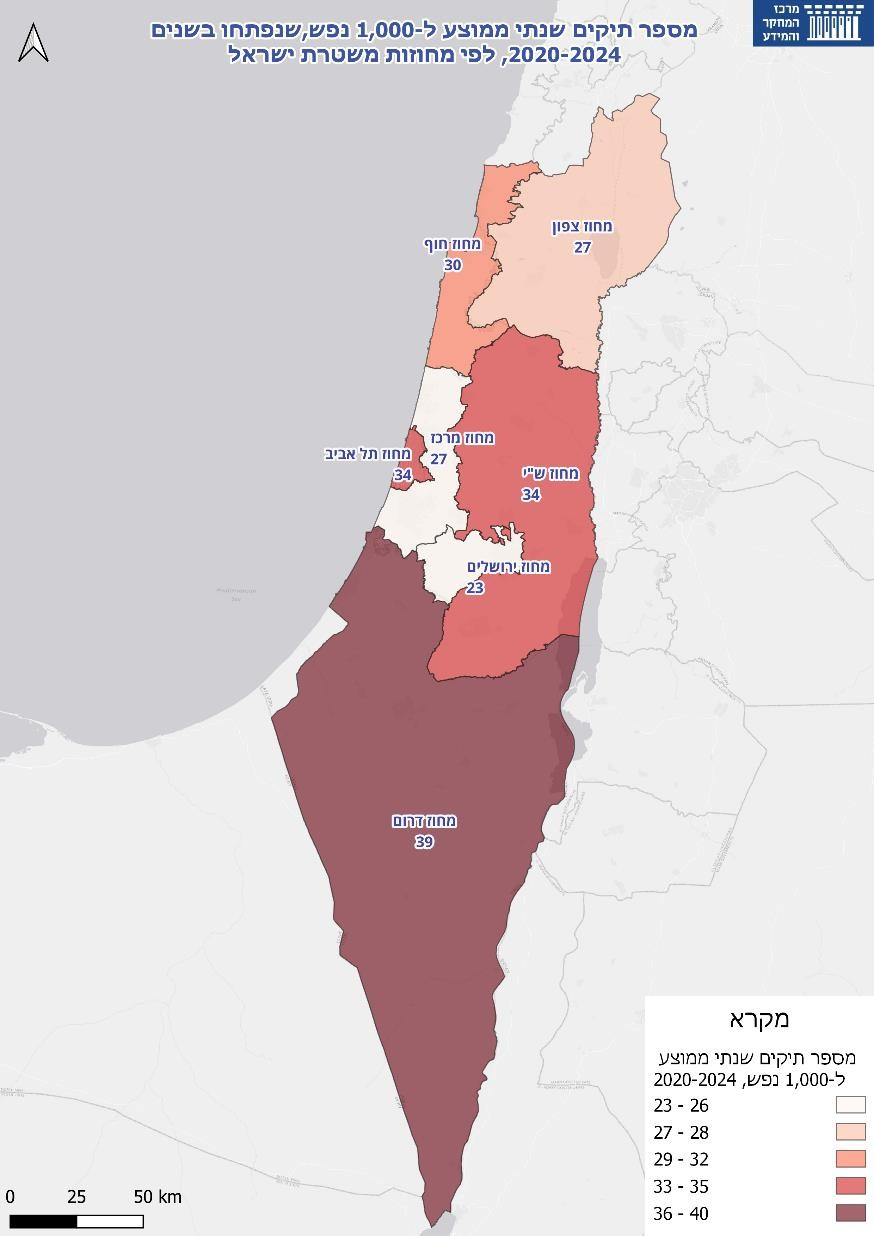 מרכז
המחקר
והמידע
מספר תיקים שנתי ממוצע ל-1,000 נפש,שנפתחו בשנים
2020-2024, לפי מחוזות משטרת ישראל
מחוז צפון
27
מחוז חוף
30
מחוז מרכז
27
מחוז תל אביב
34
מחוז ש"י
34
מחוז ירושלים
23
מחוז דרום
39
מקרא
מספר תיקים שנתי ממוצע
ל-1,000 נפש, 2020-2024
23 - 26
27 - 28
29 - 32
33 - 35
36 - 40
0 25 50 km